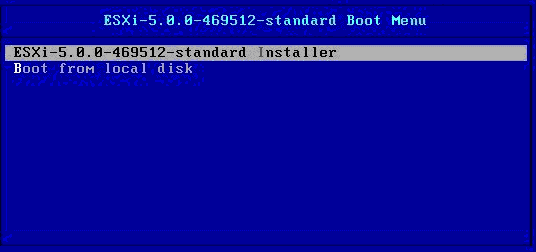 ESXi-5.0.0-469512-standard Boot Menu
ESXi-5.0.0-469512-standard Installer
Boot from local disk